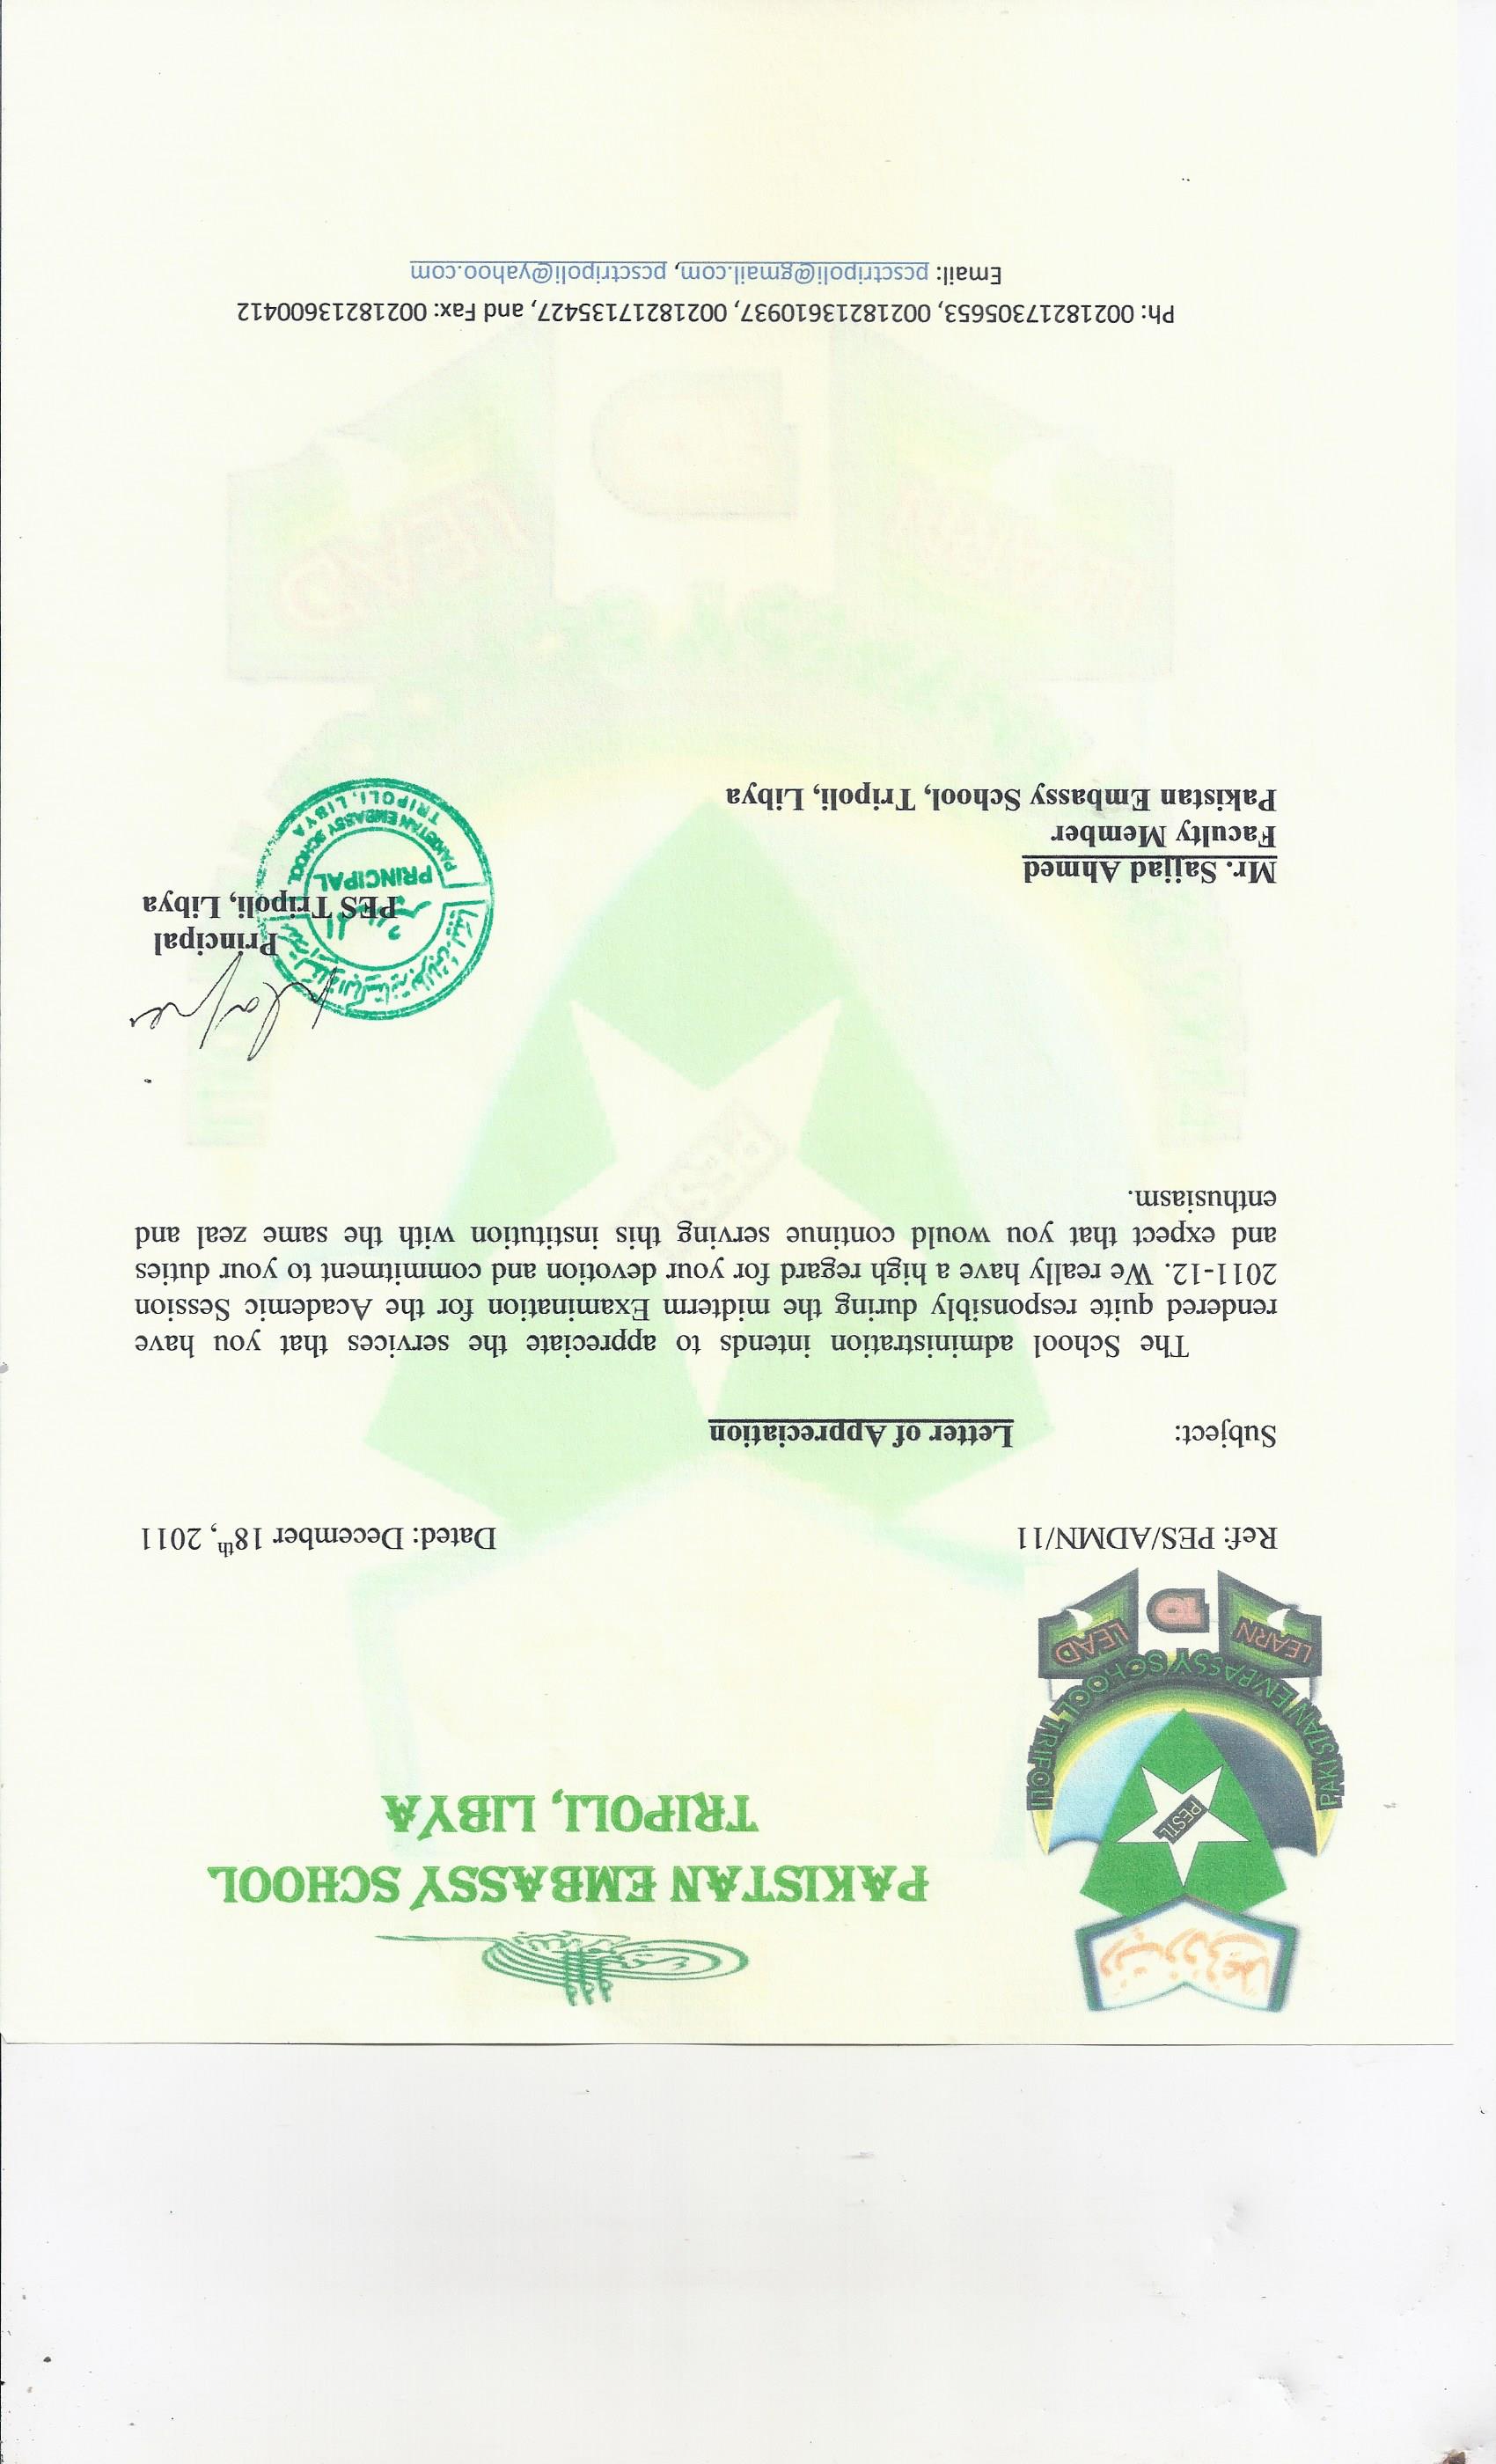 PAKISTAN EMBASSY SCHOOL
TRIPOLI, LIBYA
PESTL
PAKISTAN EMBASSY SCHOOL TRIPOLI
LEARN TO LEAD
Ref: PES/ADMN/11 Dated: December 18th, 2011
Subject: Letter of Appreciation
The School administration intends to appreciate the services that you have
rendered quite responsibly during the midterm Examination for the Academic Session
2011-12. We really have a high regard for your devotion and commitment to your duties
and expect that you would continue serving this institution with the same zeal and
enthusiasm.
Principal
PES Tripoli, Libya
PRINCIPAL
PAKISTAN EMBASSY SCHOOL
TRIPOLI, LIBYA
Mr. Sajjad Ahmed
Faculty Member
Pakistan Embassy School, Tripoli, Libya
Ph: 00218217305653, 00218213610937, 00218217135427, and Fax: 00218213600412
Email: pcsctripoli@gmail.com, pcsctripoli@yahoo.com